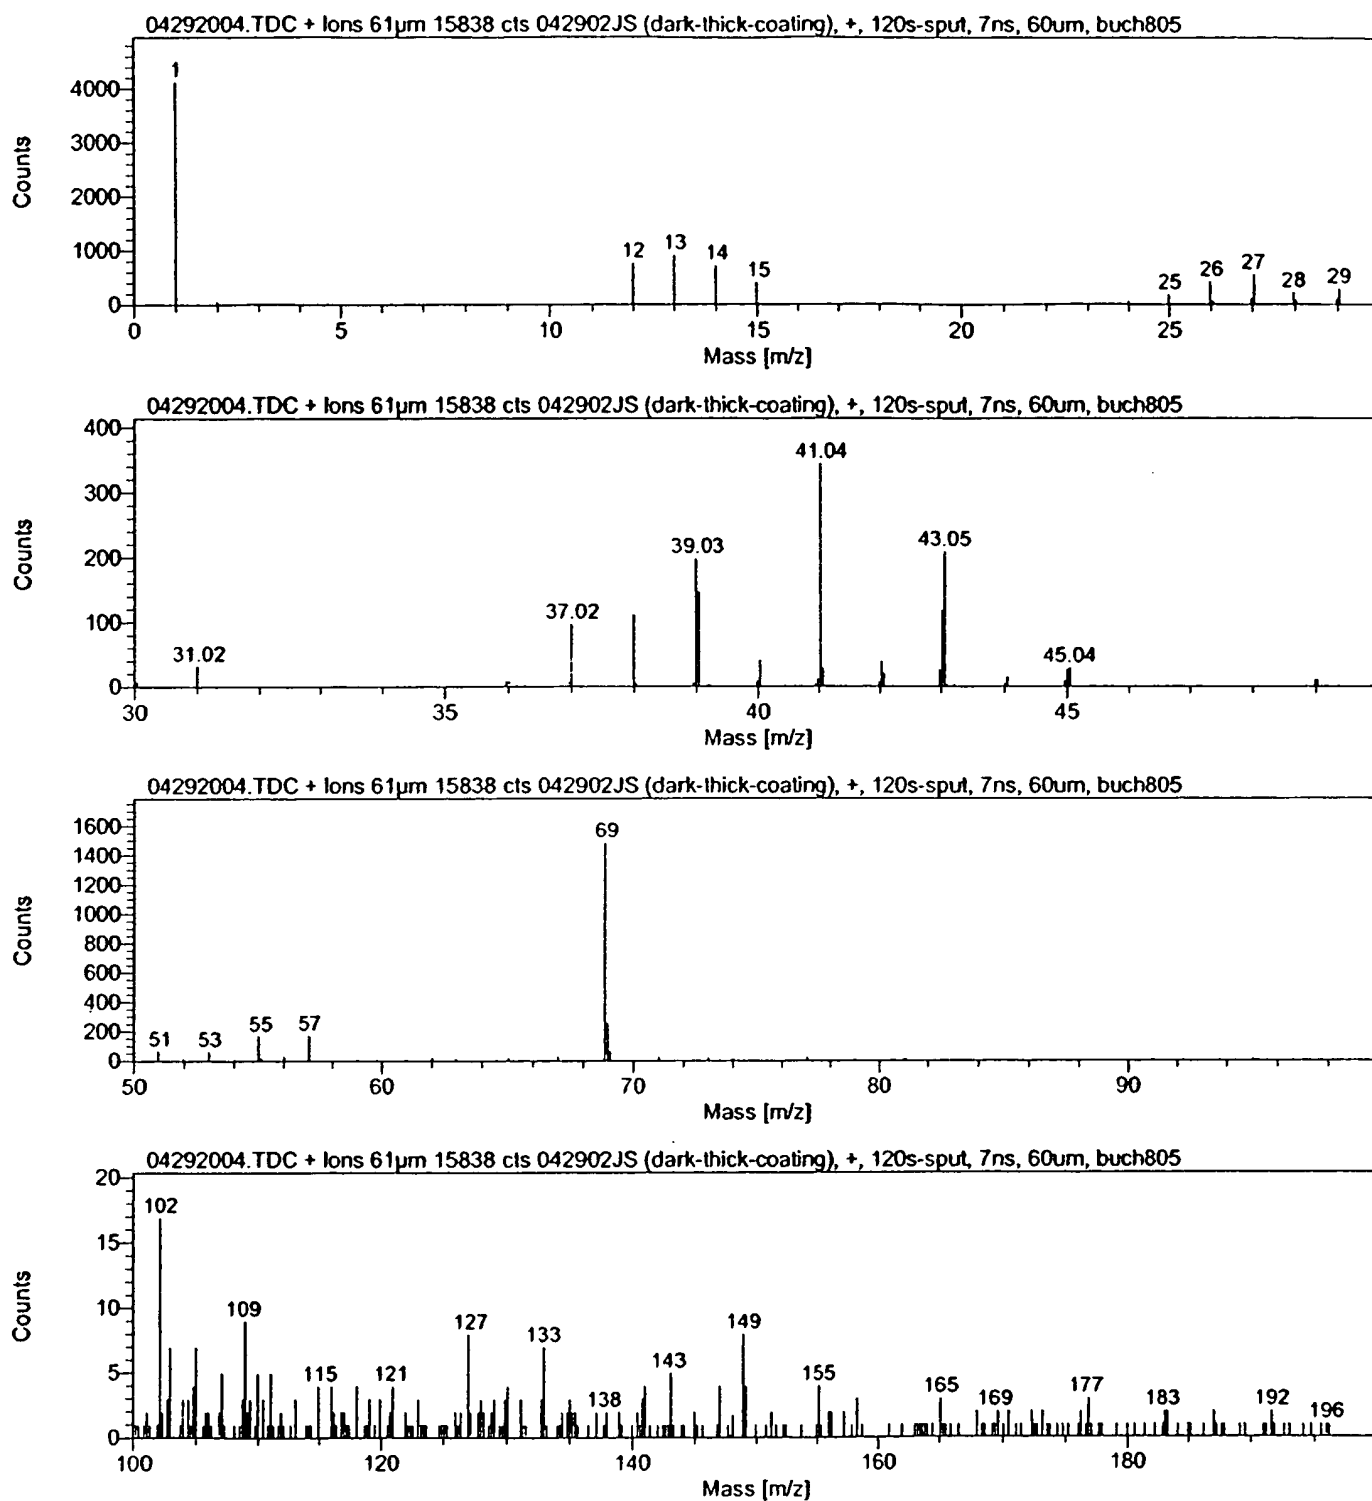 04292004.TDC + Ions 61µm 15838 cts 042902JS (dark-thick-coating), +, 120s-sput, 7ns, 60um, buch805
Counts
4000
3000
2000
1000
0
1
12 13 14 15 25 26 27 28 29
0 5 10 15 20 25
Mass [m/z]
04292004.TDC + Ions 61µm 15838 cts 042902JS (dark-thick-coating), +, 120s-sput, 7ns, 60um, buch805
Counts
400
300
200
100
0
31.02 37.02 39.03 41.04 43.05 45.04
30 35 40 45
Mass [m/z]
04292004.TDC + Ions 61µm 15838 cts 042902JS (dark-thick-coating), +, 120s-sput, 7ns, 60um, buch805
Counts
1600
1400
1200
1000
800
600
400
200
0
51 53 55 57 69
50 60 70 80 90
Mass [m/z]
04292004.TDC + Ions 61µm 15838 cts 042902JS (dark-thick-coating), +, 120s-sput, 7ns, 60um, buch805
Counts
20
15
10
5
0
102 109 115 121 127 133 138 143 149 155 165 169 177 183 192 196
100 120 140 160 180
Mass [m/z]